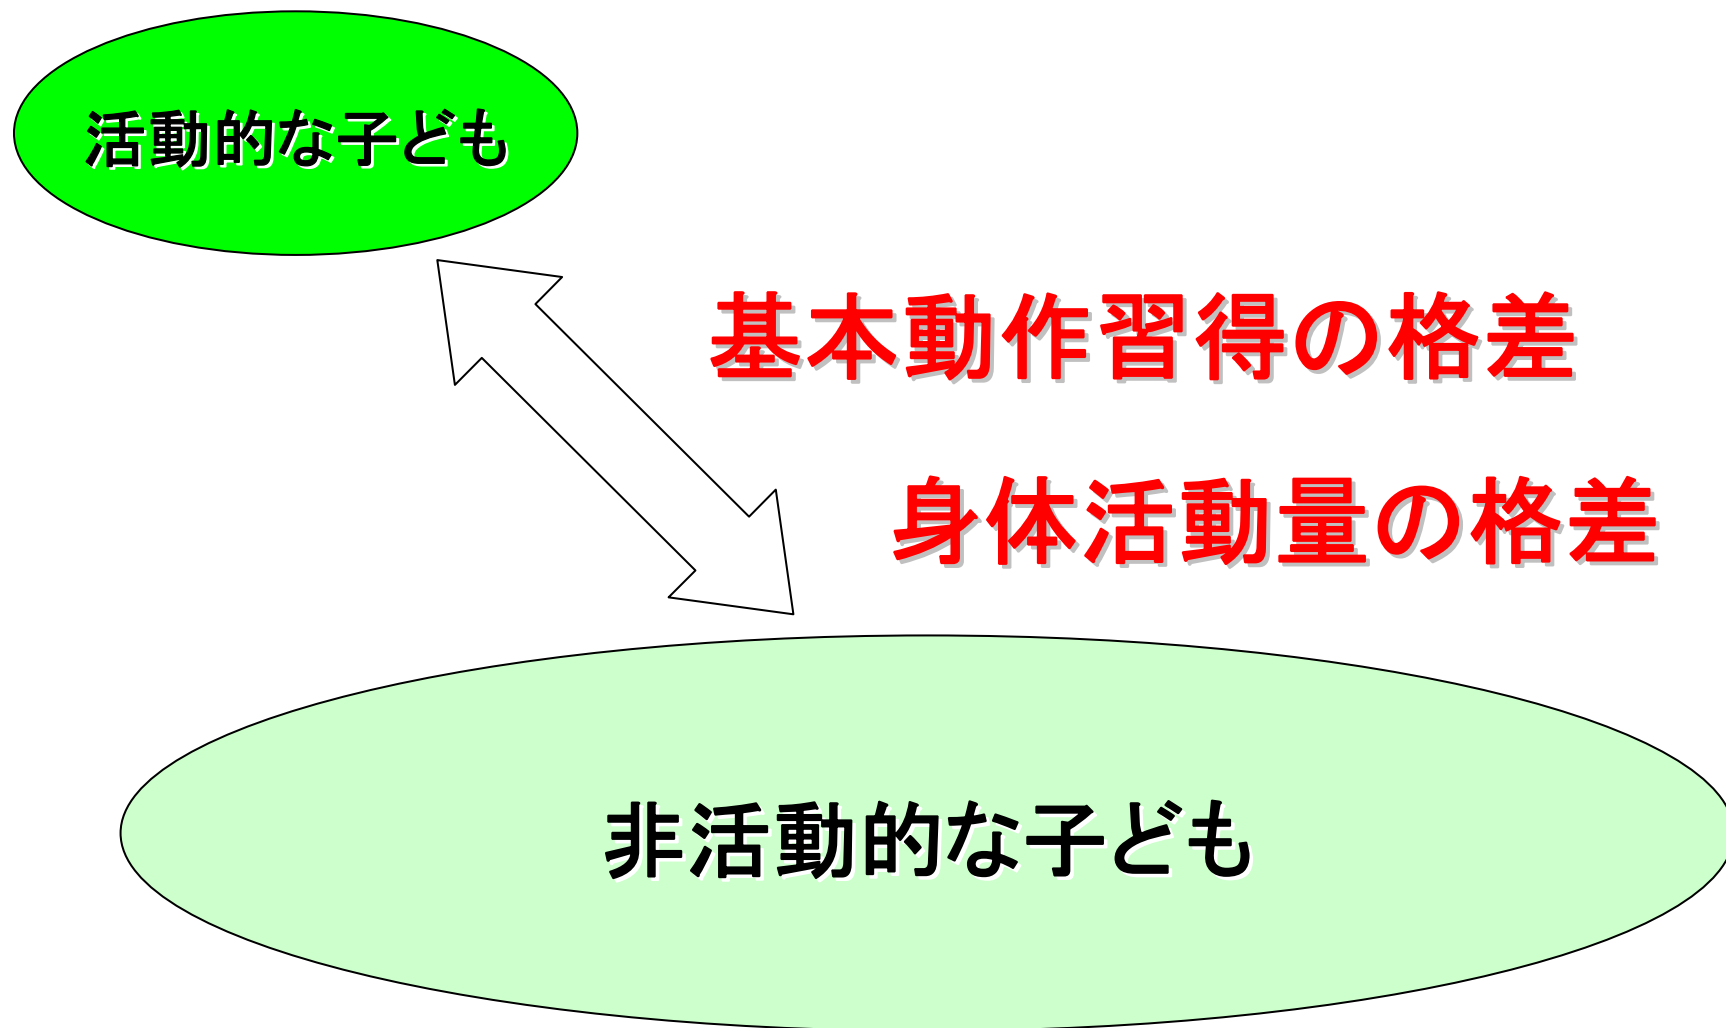 活動的な子ども
基本動作習得の格差
身体活動量の格差
非活動的な子ども